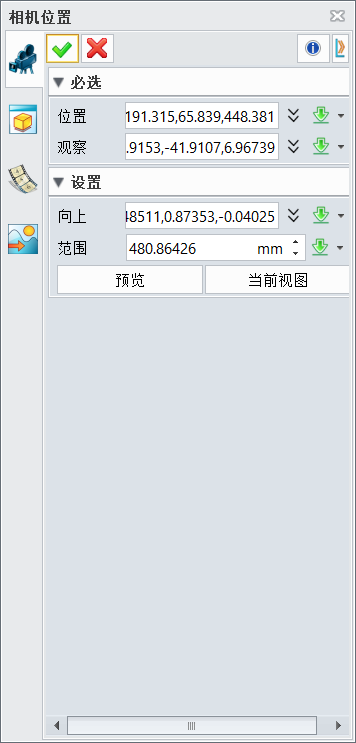 相机位置
必选
位置 191.315,65.839,448.381
观察 .9153,-41.9107,6.96739
设置
向上 48511,0.87353,-0.04025
范围 480.86426 mm
预览 当前视图